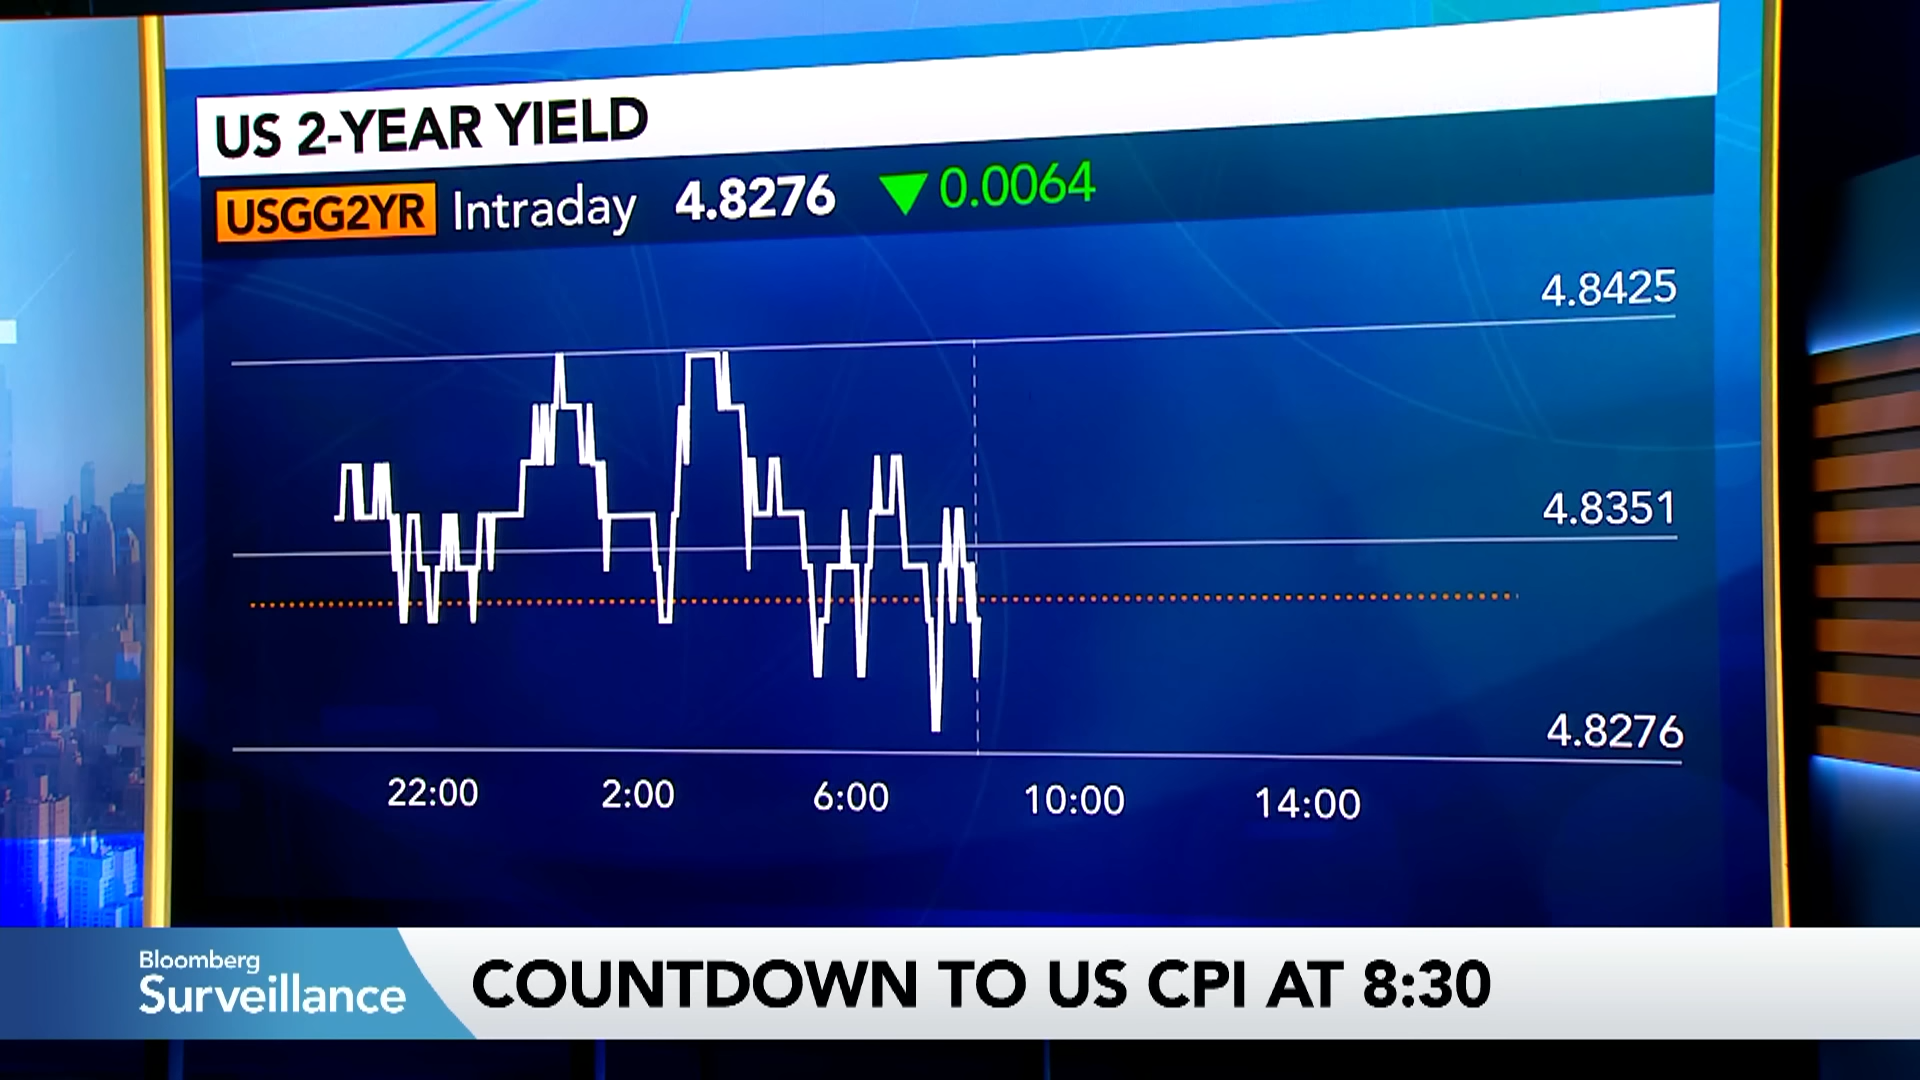 US 2-YEAR YIELD
USGG2YR Intraday 4.8276 ▼0.0064
4.8425
4.8351
4.8276
22:00 2:00 6:00 10:00 14:00
Bloomberg
Surveillance
COUNTDOWN TO US CPI AT 8:30